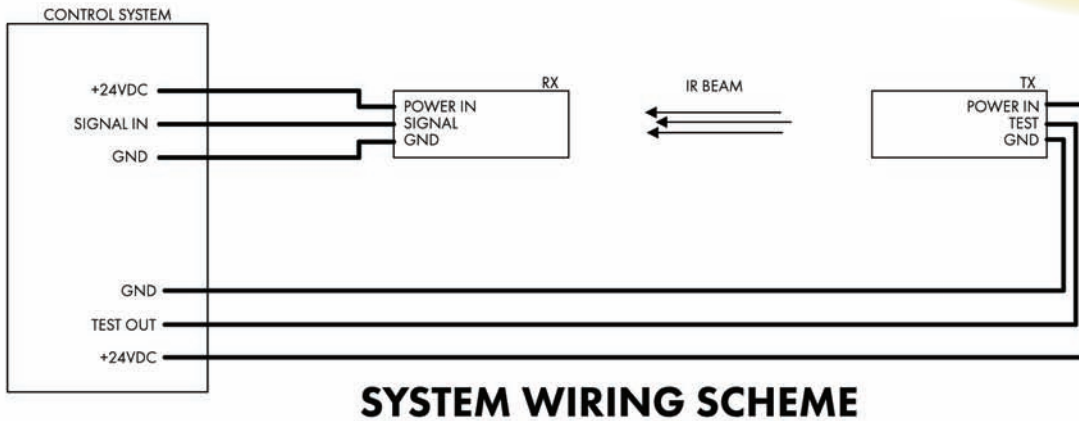 CONTROL SYSTEM
+24VDC
SIGNAL IN
GND
RX
POWER IN
SIGNAL
GND
IR BEAM
TX
POWER IN
TEST
GND
GND
TEST OUT
+24VDC
SYSTEM WIRING SCHEME